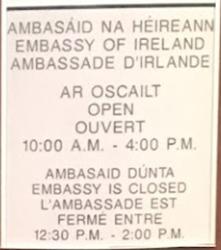 AMBASÁID NA HÉIREANN
EMBASSY OF IRELAND
AMBASSADE D'IRLANDE
AR OSCAILT
OPEN
OUVERT
10:00 A.M. - 4:00 P.M.
AMBASAID DÚNTA
EMBASSY IS CLOSED
L'AMBASSADE EST
FERMÉ ENTRE
12:30 P.M. - 2:00 P.M.